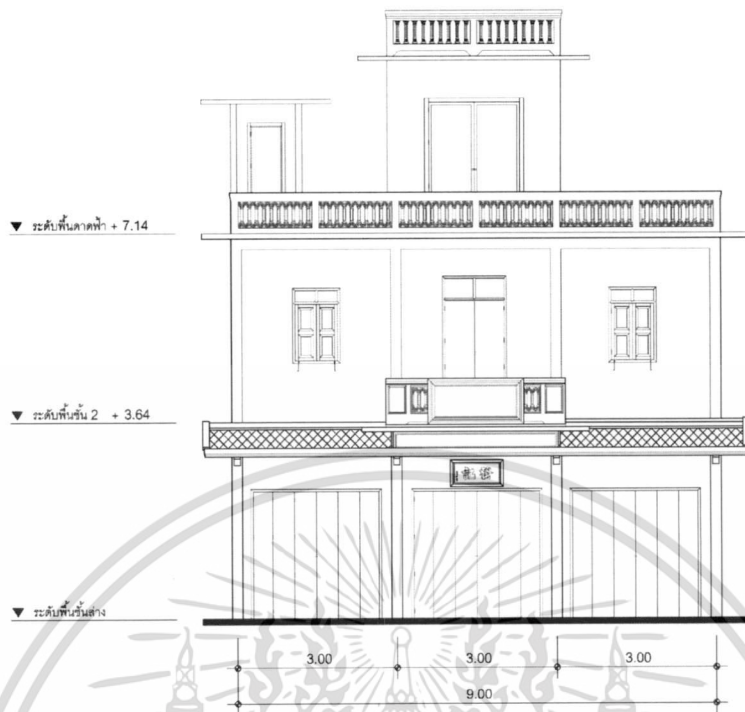 ▼ ระดับพื้นดาดฟ้า + 7.14
▼ ระดับพื้นชั้น 2 + 3.64
▼ ระดับพื้นชั้นล่าง
3.00 3.00 3.00
9.00